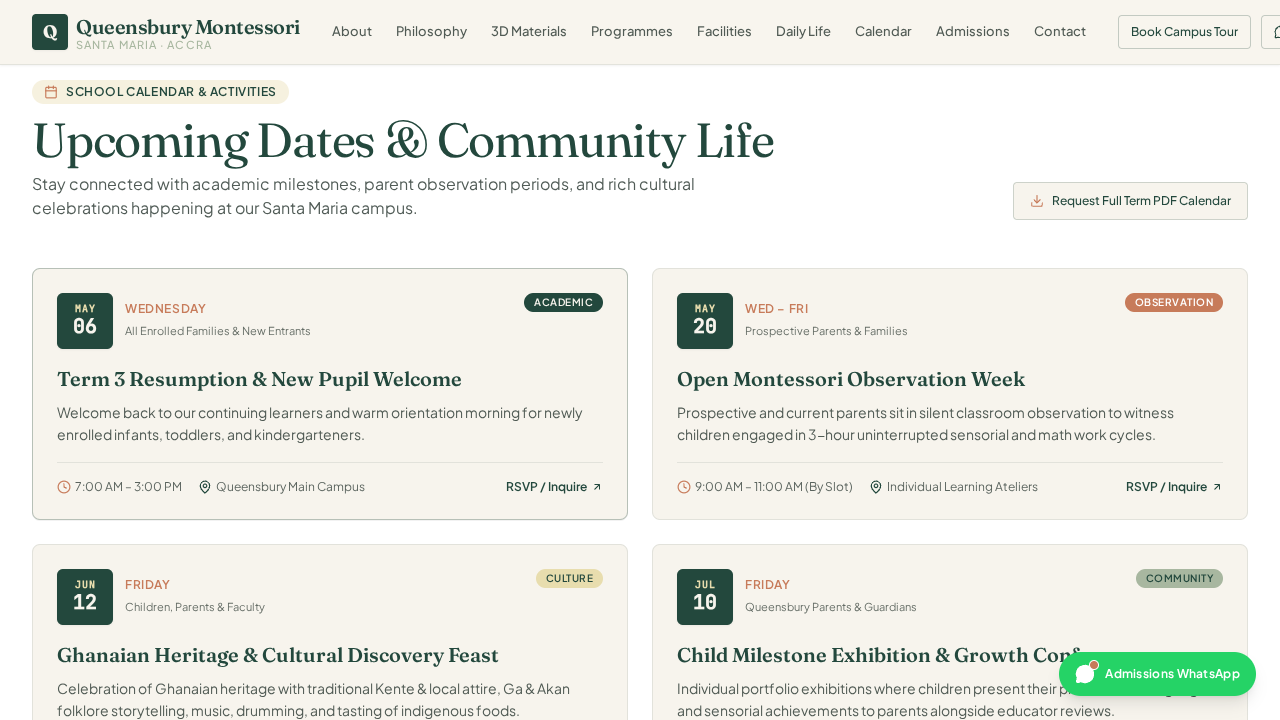 Q
Queensbury Montessori
SANTA MARIA · ACCRA
About
Philosophy
3D Materials
Programmes
Facilities
Daily Life
Calendar
Admissions
Contact
Book Campus Tour
SCHOOL CALENDAR & ACTIVITIES
Upcoming Dates & Community Life
Stay connected with academic milestones, parent observation periods, and rich cultural
celebrations happening at our Santa Maria campus.
Request Full Term PDF Calendar
MAY
06
WEDNESDAY
All Enrolled Families & New Entrants
ACADEMIC
Term 3 Resumption & New Pupil Welcome
Welcome back to our continuing learners and warm orientation morning for newly
enrolled infants, toddlers, and kindergarteners.
7:00 AM – 3:00 PM
Queensbury Main Campus
RSVP / Inquire
MAY
20
WED – FRI
Prospective Parents & Families
OBSERVATION
Open Montessori Observation Week
Prospective and current parents sit in silent classroom observation to witness
children engaged in 3-hour uninterrupted sensorial and math work cycles.
9:00 AM – 11:00 AM (By Slot)
Individual Learning Ateliers
RSVP / Inquire
JUN
12
FRIDAY
Children, Parents & Faculty
CULTURE
Ghanaian Heritage & Cultural Discovery Feast
Celebration of Ghanaian heritage with traditional Kente & local attire, Ga & Akan
folklore storytelling, music, drumming, and tasting of indigenous foods.
JUL
10
FRIDAY
Queensbury Parents & Guardians
COMMUNITY
Child Milestone Exhibition & Growth
Individual portfolio exhibitions where children present their
and sensorial achievements to parents alongside educator reviews.
Admissions WhatsApp